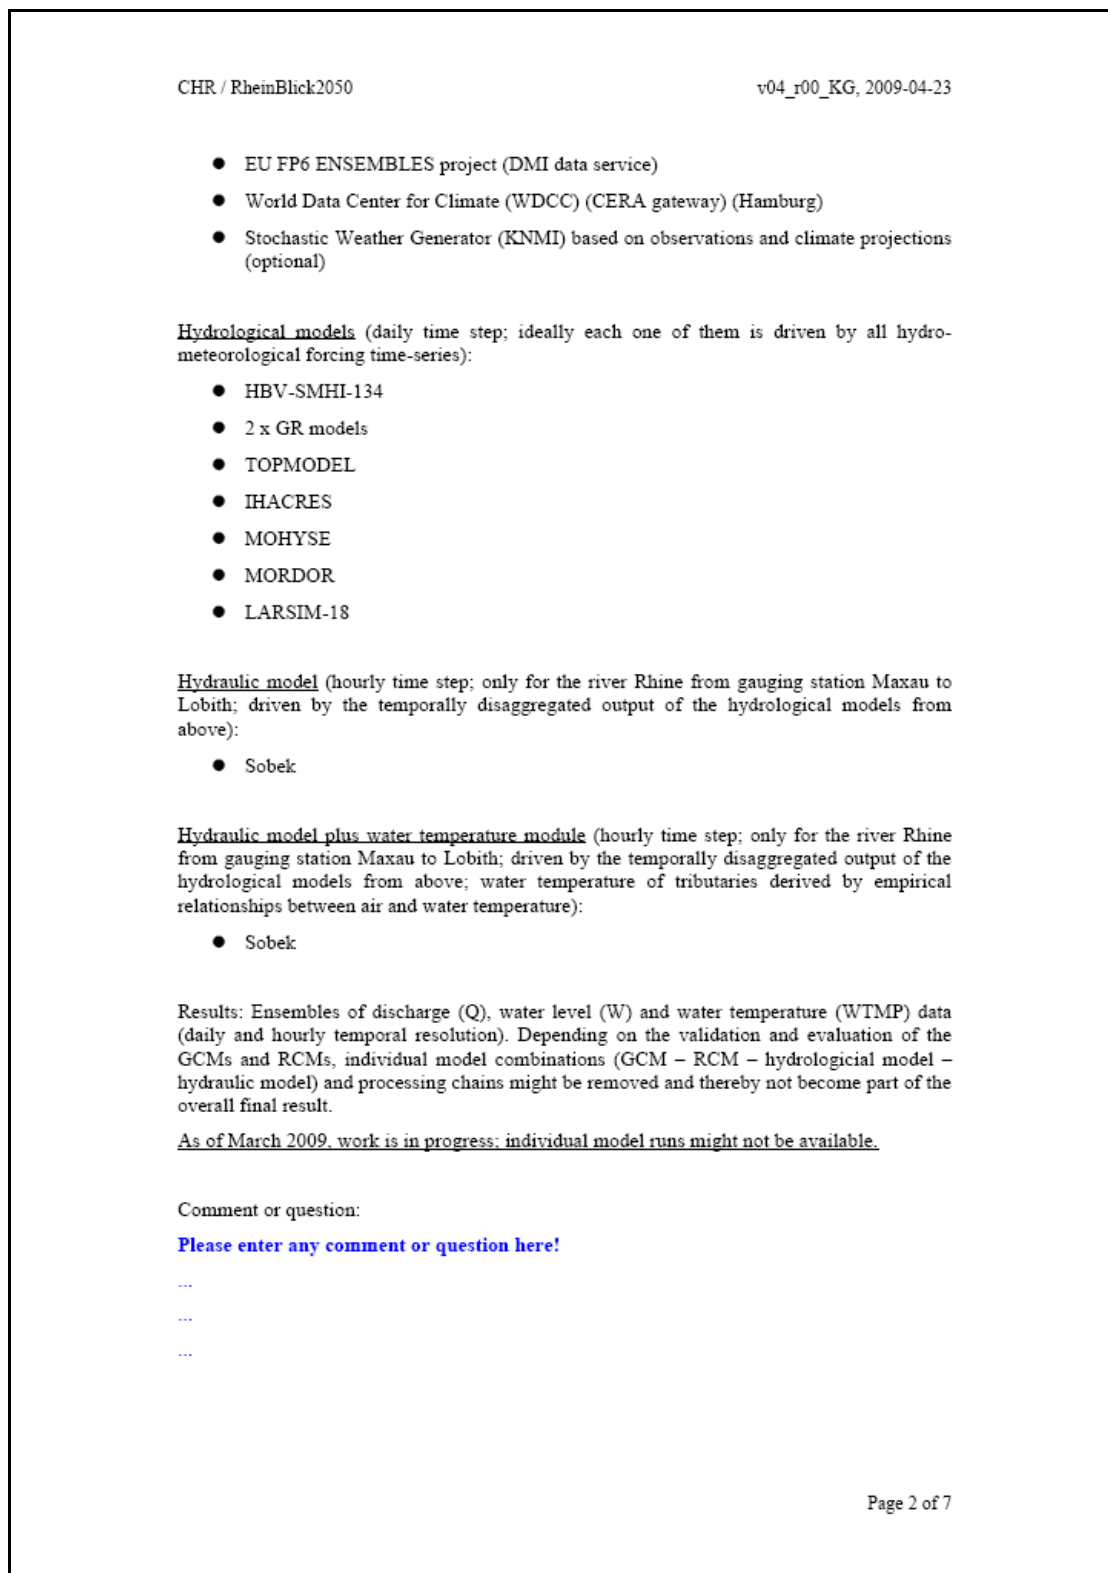 CHR / RheinBlick2050 v04_r00_KG, 2009-04-23
● EU FP6 ENSEMBLES project (DMI data service)
● World Data Center for Climate (WDCC) (CERA gateway) (Hamburg)
● Stochastic Weather Generator (KNMI) based on observations and climate projections
(optional)
Hydrological models (daily time step; ideally each one of them is driven by all hydro-
meteorological forcing time-series):
● HBV-SMHI-134
● 2 x GR models
● TOPMODEL
● IHACRES
● MOHYSE
● MORDOR
● LARSIM-18
Hydraulic model (hourly time step; only for the river Rhine from gauging station Maxau to
Lobith; driven by the temporally disaggregated output of the hydrological models from
above):
● Sobek
Hydraulic model plus water temperature module (hourly time step; only for the river Rhine
from gauging station Maxau to Lobith; driven by the temporally disaggregated output of the
hydrological models from above; water temperature of tributaries derived by empirical
relationships between air and water temperature):
● Sobek
Results: Ensembles of discharge (Q), water level (W) and water temperature (WTMP) data
(daily and hourly temporal resolution). Depending on the validation and evaluation of the
GCMs and RCMs, individual model combinations (GCM – RCM – hydrologicial model –
hydraulic model) and processing chains might be removed and thereby not become part of the
overall final result.
As of March 2009, work is in progress; individual model runs might not be available.
Comment or question:
Please enter any comment or question here!
...
...
...
Page 2 of 7